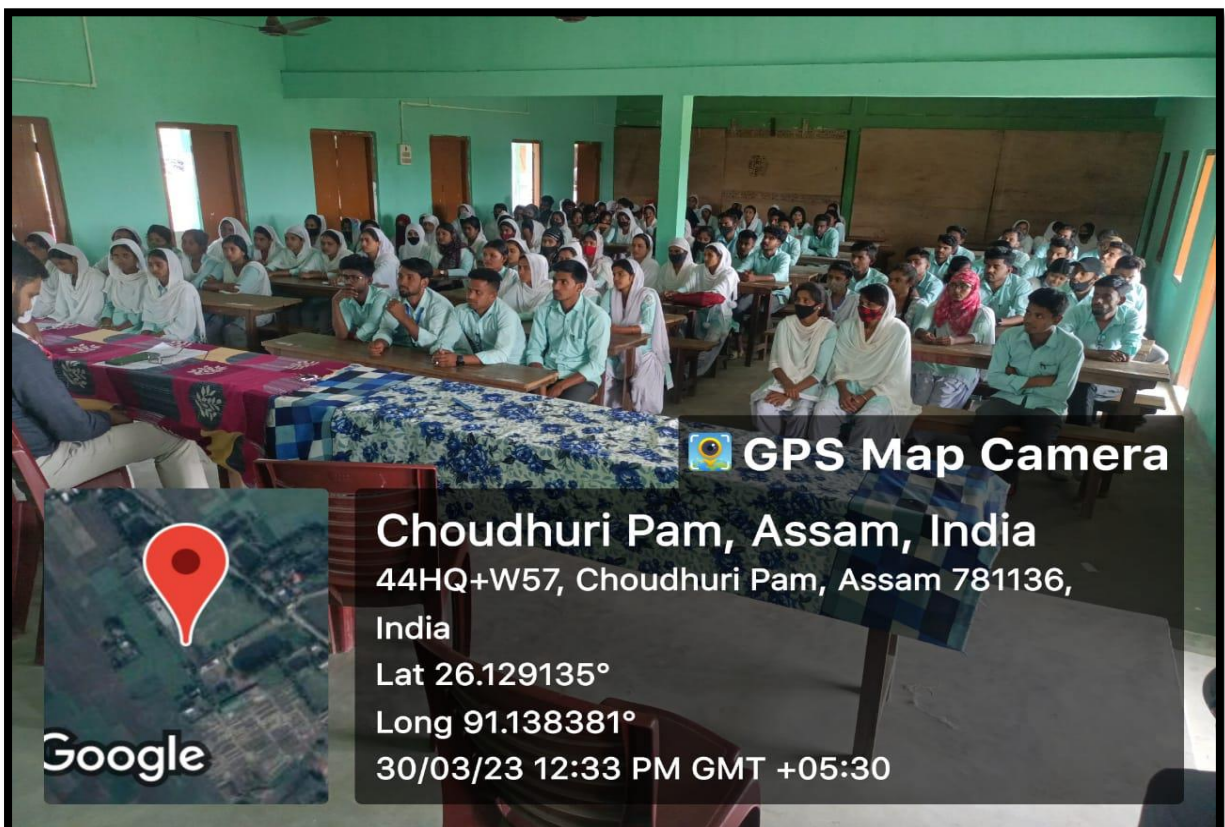 GPS Map Camera
Choudhuri Pam, Assam, India
44HQ+W57, Choudhuri Pam, Assam 781136,
India
Lat 26.129135°
Long 91.138381°
30/03/23 12:33 PM GMT +05:30
Google